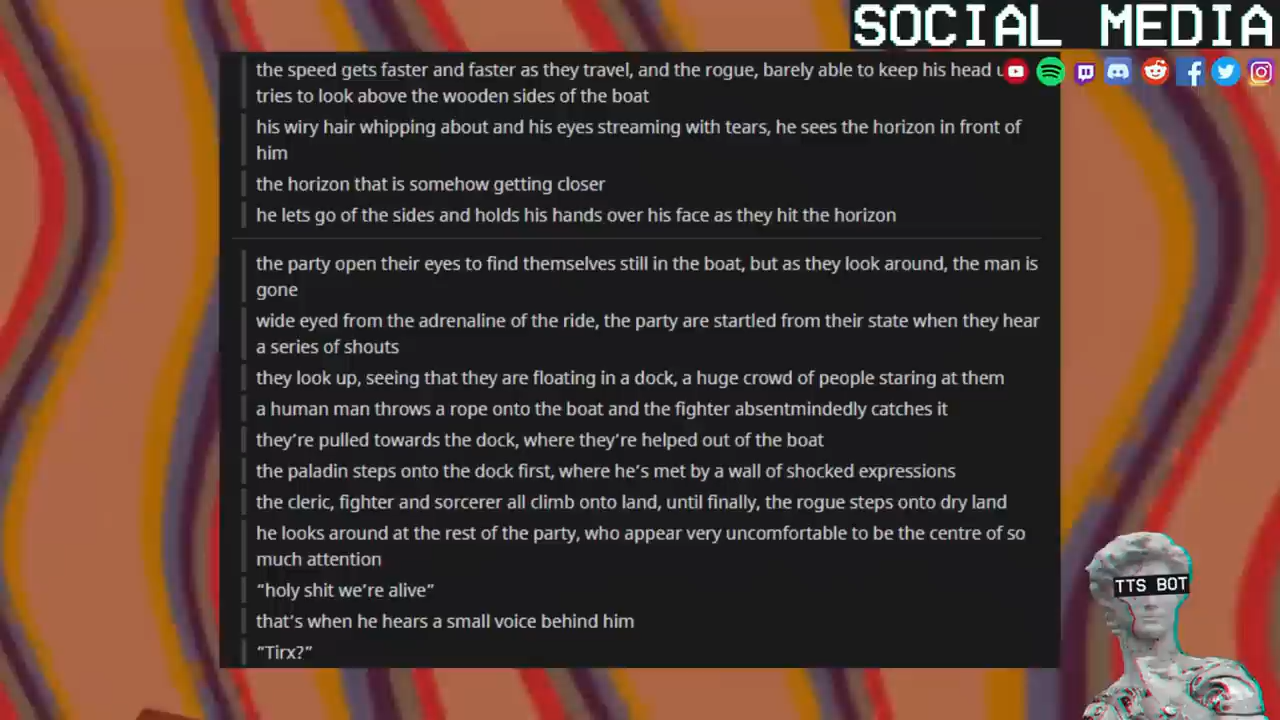 SOCIAL MEDIA
the speed gets faster and faster as they travel, and the rogue, barely able to keep his head
tries to look above the wooden sides of the boat
his wiry hair whipping about and his eyes streaming with tears, he sees the horizon in front of
him
the horizon that is somehow getting closer
he lets go of the sides and holds his hands over his face as they hit the horizon
the party open their eyes to find themselves still in the boat, but as they look around, the man is
gone
wide eyed from the adrenaline of the ride, the party are startled from their state when they hear
a series of shouts
they look up, seeing that they are floating in a dock, a huge crowd of people staring at them
a human man throws a rope onto the boat and the fighter absentmindedly catches it
they’re pulled towards the dock, where they’re helped out of the boat
the paladin steps onto the dock first, where he’s met by a wall of shocked expressions
the cleric, fighter and sorcerer all climb onto land, until finally, the rogue steps onto dry land
he looks around at the rest of the party, who appear very uncomfortable to be the centre of so
much attention
“holy shit we’re alive”
that’s when he hears a small voice behind him
“Tirx?”
TTS BOT